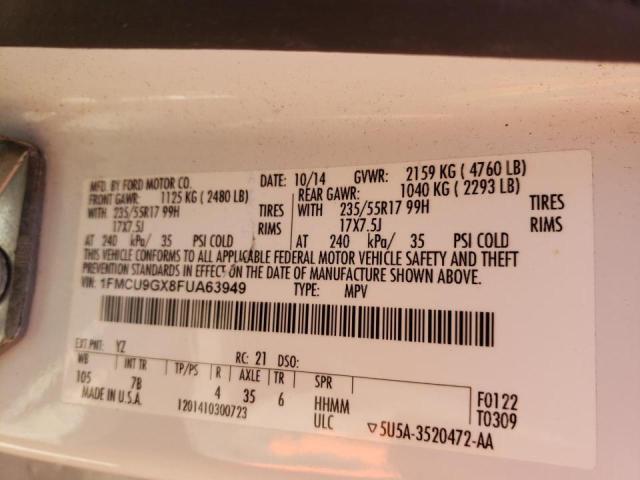 MFD. BY FORD MOTOR CO. DATE: 10/14 GVWR: 2159 KG ( 4760 LB)
FRONT GAWR: 1125 KG ( 2480 LB) REAR GAWR: 1040 KG ( 2293 LB)
WITH 235/55R17 99H TIRES WITH 235/55R17 99H TIRES
17X7.5J RIMS 17X7.5J RIMS
AT 240 kPa/ 35 PSI COLD AT 240 kPa/ 35 PSI COLD
THIS VEHICLE CONFORMS TO ALL APPLICABLE FEDERAL MOTOR VEHICLE SAFETY AND THEFT
PREVENTION STANDARDS IN EFFECT ON THE DATE OF MANUFACTURE SHOWN ABOVE.
VIN: 1FMCU9GX8FUA63949 TYPE: MPV
EXT PNT: YZ RC: 21 DSO:
WB INT TR TP/PS R AXLE TR SPR
105 7B 4 35 6 HHMM F0122
MADE IN U.S.A. 1201410300723 ULC T0309
▽5U5A-3520472-AA